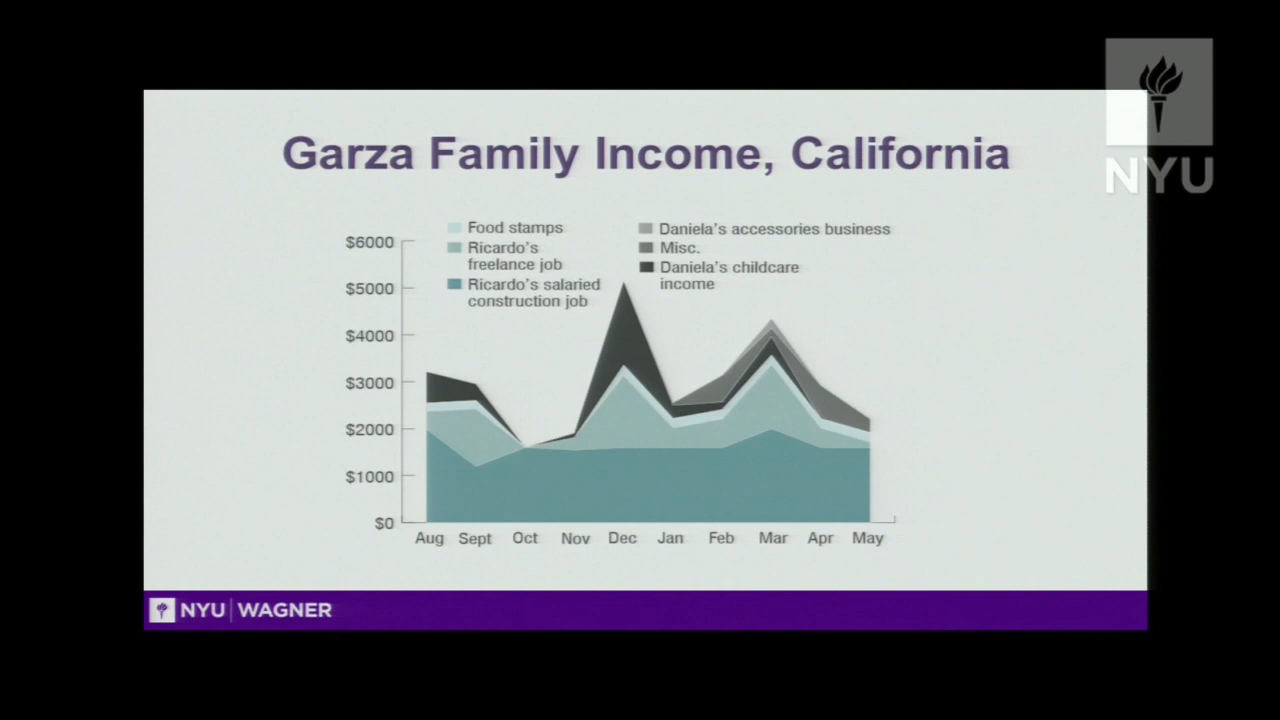 NYU
Garza Family Income, California
Food stamps
Ricardo's
freelance job
Ricardo's salaried
construction job
Daniela's accessories business
Misc.
Daniela's childcare
income
$6000
$5000
$4000
$3000
$2000
$1000
$0
Aug Sept Oct Nov Dec Jan Feb Mar Apr May
NYU WAGNER